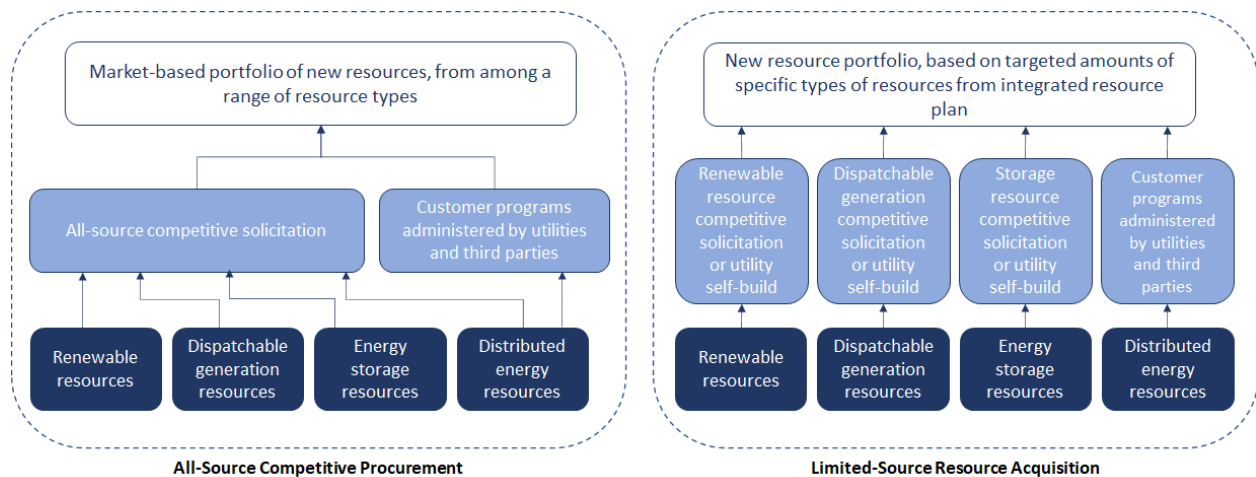 Market-based portfolio of new resources, from among a
range of resource types
All-source competitive solicitation
Customer programs
administered by utilities
and third parties
Renewable
resources
Dispatchable
generation
resources
Energy
storage
resources
Distributed
energy
resources
All-Source Competitive Procurement
New resource portfolio, based on targeted amounts of
specific types of resources from integrated resource
plan
Renewable
resource
competitive
solicitation
or utility
self-build
Dispatchable
generation
competitive
solicitation
or utility
self-build
Storage
resource
competitive
solicitation
or utility
self-build
Customer
programs
administered
by utilities
and third
parties
Renewable
resources
Dispatchable
generation
resources
Energy
storage
resources
Distributed
energy
resources
Limited-Source Resource Acquisition